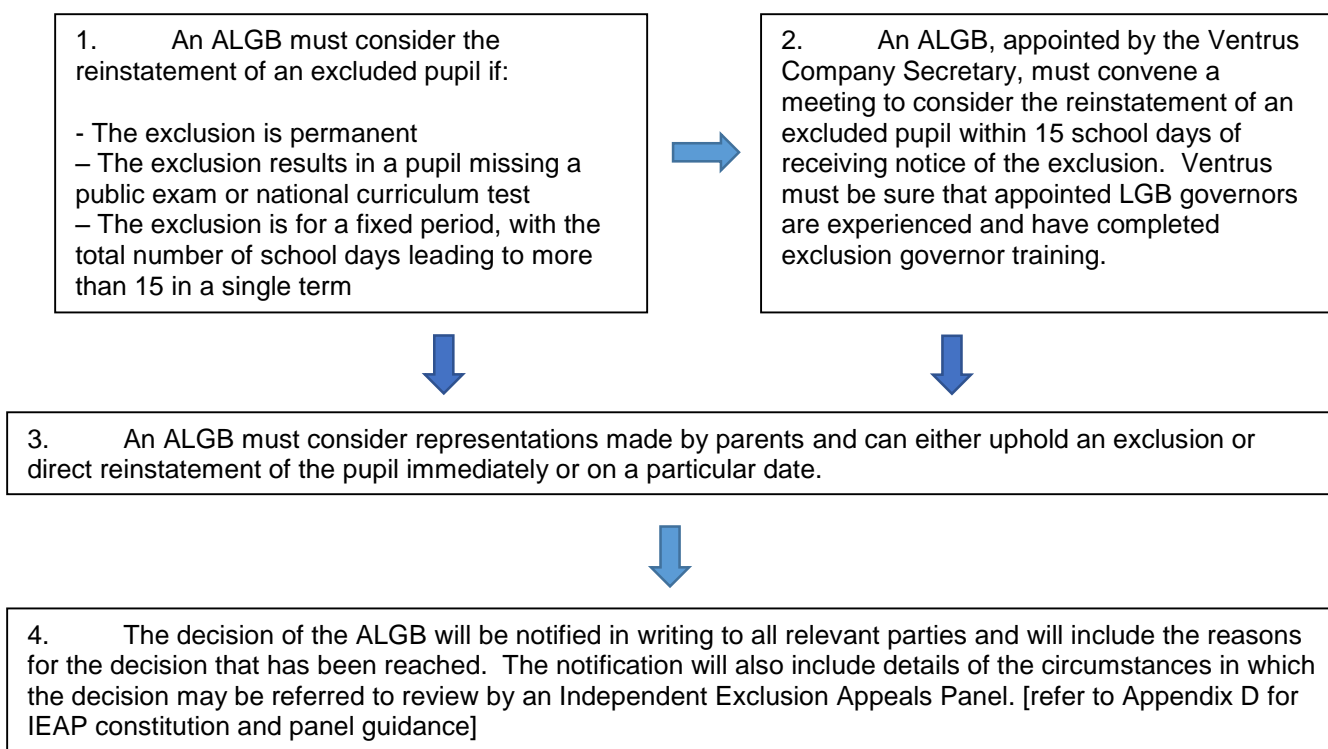 1. An ALGB must consider the
reinstatement of an excluded pupil if:
- The exclusion is permanent
– The exclusion results in a pupil missing a
public exam or national curriculum test
– The exclusion is for a fixed period, with the
total number of school days leading to more
than 15 in a single term
2. An ALGB, appointed by the Ventrus
Company Secretary, must convene a
meeting to consider the reinstatement of an
excluded pupil within 15 school days of
receiving notice of the exclusion. Ventrus
must be sure that appointed LGB governors
are experienced and have completed
exclusion governor training.
3. An ALGB must consider representations made by parents and can either uphold an exclusion or
direct reinstatement of the pupil immediately or on a particular date.
4. The decision of the ALGB will be notified in writing to all relevant parties and will include the reasons
for the decision that has been reached. The notification will also include details of the circumstances in which
the decision may be referred to review by an Independent Exclusion Appeals Panel. [refer to Appendix D for
IEAP constitution and panel guidance]